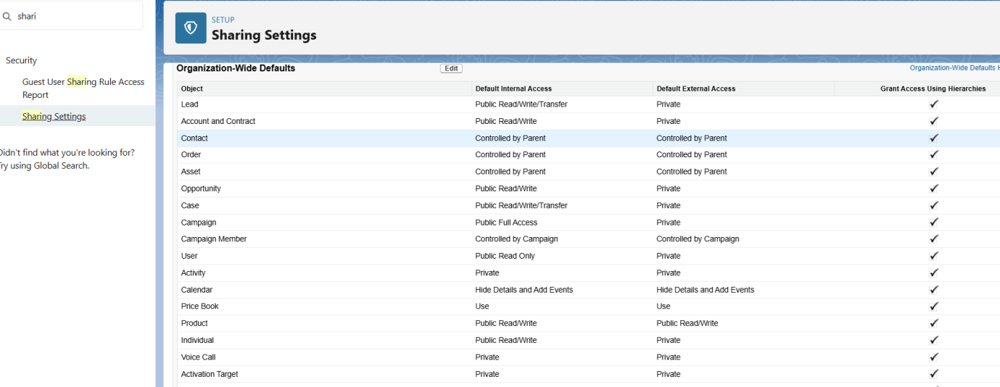 shari
Security
Guest User Sharing Rule Access
Report
Sharing Settings
Didn't find what you're looking for?
Try using Global Search.
SETUP
Sharing Settings
Organization-Wide Defaults Edit Organization-Wide Defaults
Object Default Internal Access Default External Access Grant Access Using Hierarchies
Lead Public Read/Write/Transfer Private ✓
Account and Contract Public Read/Write Private ✓
Contact Controlled by Parent Controlled by Parent ✓
Order Controlled by Parent Controlled by Parent ✓
Asset Controlled by Parent Controlled by Parent ✓
Opportunity Public Read/Write Private ✓
Case Public Read/Write/Transfer Private ✓
Campaign Public Full Access Private ✓
Campaign Member Controlled by Campaign Controlled by Campaign ✓
User Public Read Only Private ✓
Activity Private Private ✓
Calendar Hide Details and Add Events Hide Details and Add Events ✓
Price Book Use Use ✓
Product Public Read/Write Public Read/Write ✓
Individual Public Read/Write Private ✓
Voice Call Private Private ✓
Activation Target Private Private ✓